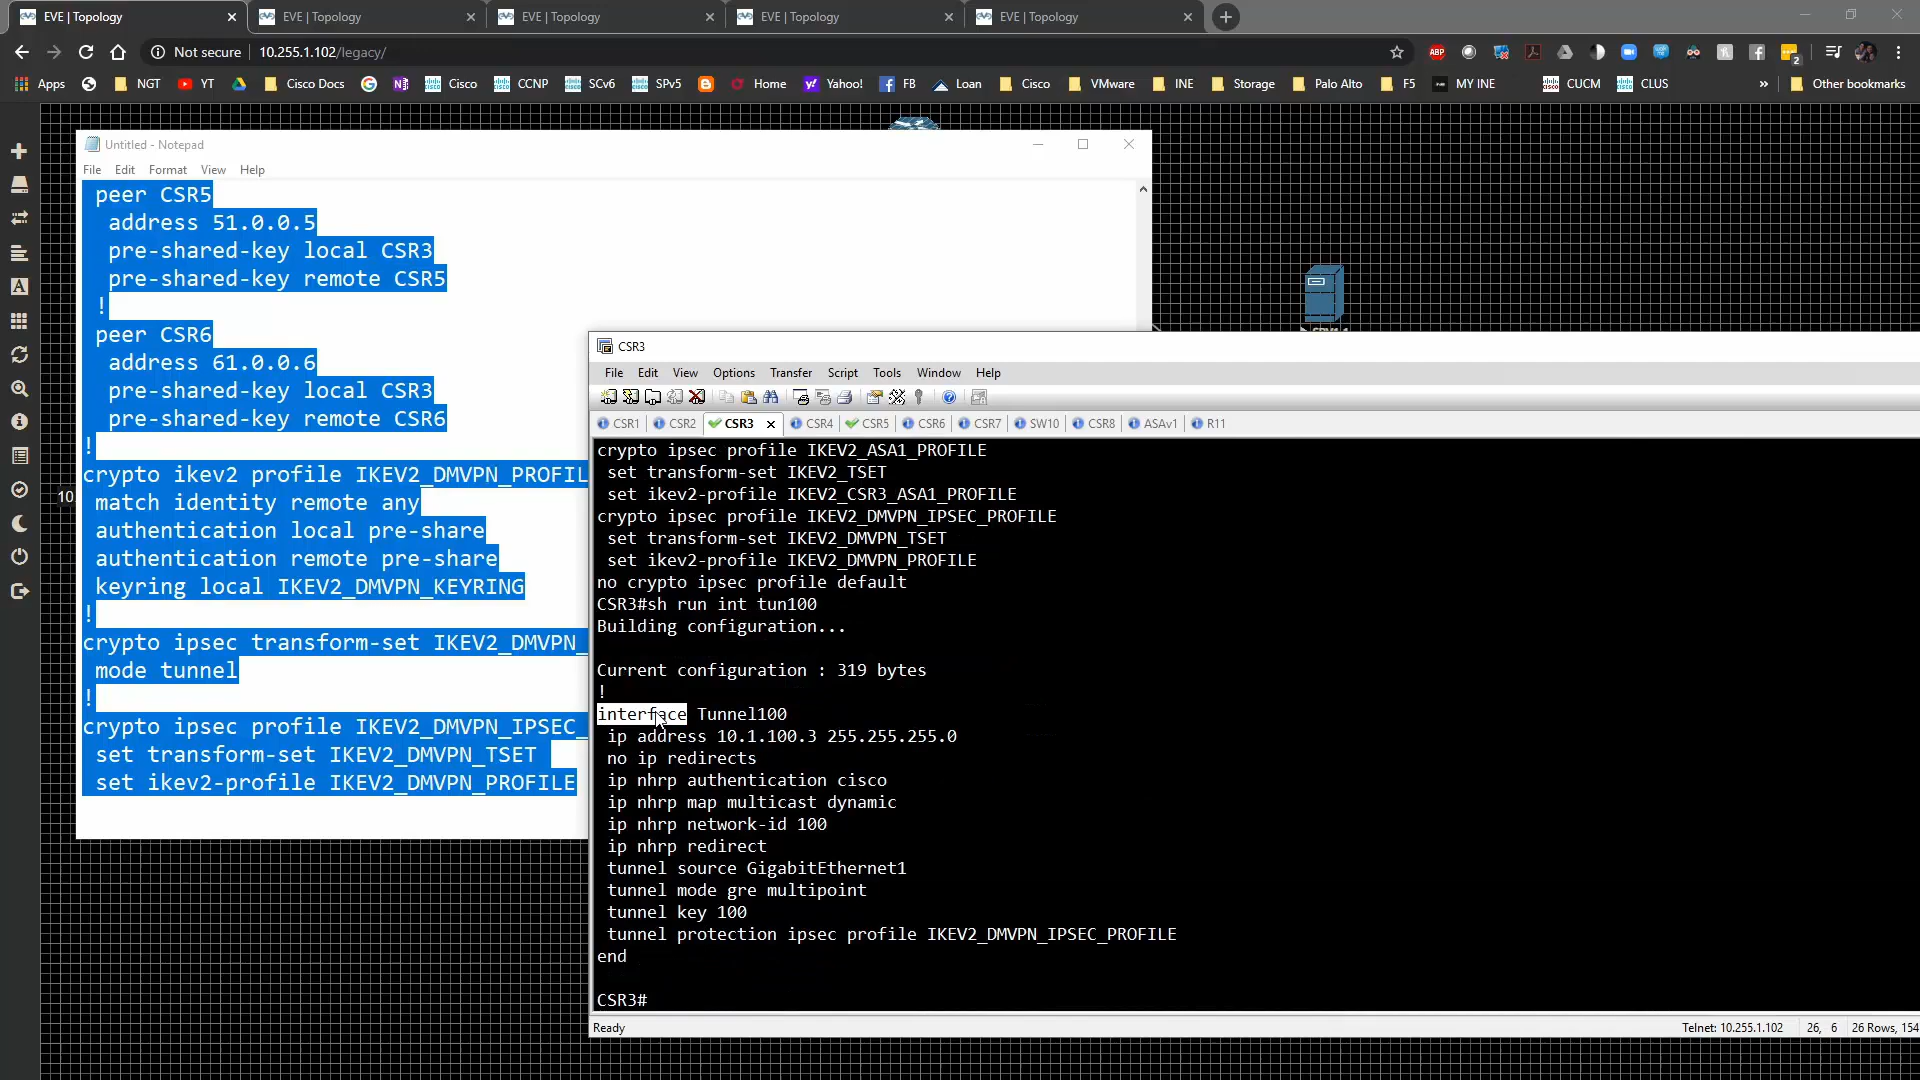 EVE | Topology
EVE | Topology
EVE | Topology
EVE | Topology
EVE | Topology
Not secure 10.255.1.102/legacy/
ABP
2
Apps NGT YT Cisco Docs Cisco CCNP SCv6 SPv5 Home Yahoo! FB Loan Cisco VMware INE Storage Palo Alto F5 MY INE CUCM CLUS » Other bookmarks
Untitled - Notepad
File Edit Format View Help
peer CSR5
address 51.0.0.5
pre-shared-key local CSR3
pre-shared-key remote CSR5
!
peer CSR6
address 61.0.0.6
pre-shared-key local CSR3
pre-shared-key remote CSR6
!
crypto ikev2 profile IKEV2_DMVPN_PROFIL
match identity remote any
authentication local pre-share
authentication remote pre-share
keyring local IKEV2_DMVPN_KEYRING
!
crypto ipsec transform-set IKEV2_DMVPN_
mode tunnel
!
crypto ipsec profile IKEV2_DMVPN_IPSEC_
set transform-set IKEV2_DMVPN_TSET
set ikev2-profile IKEV2_DMVPN_PROFILE
10.
CSR3
File Edit View Options Transfer Script Tools Window Help
CSR1 CSR2 CSR3 CSR4 CSR5 CSR6 CSR7 SW10 CSR8 ASAv1 R11
crypto ipsec profile IKEV2_ASA1_PROFILE
set transform-set IKEV2_TSET
set ikev2-profile IKEV2_CSR3_ASA1_PROFILE
crypto ipsec profile IKEV2_DMVPN_IPSEC_PROFILE
set transform-set IKEV2_DMVPN_TSET
set ikev2-profile IKEV2_DMVPN_PROFILE
no crypto ipsec profile default
CSR3#sh run int tun100
Building configuration...
Current configuration : 319 bytes
!
interface Tunnel100
ip address 10.1.100.3 255.255.255.0
no ip redirects
ip nhrp authentication cisco
ip nhrp map multicast dynamic
ip nhrp network-id 100
ip nhrp redirect
tunnel source GigabitEthernet1
tunnel mode gre multipoint
tunnel key 100
tunnel protection ipsec profile IKEV2_DMVPN_IPSEC_PROFILE
end
CSR3#
Ready Telnet: 10.255.1.102 26, 6 26 Rows, 154